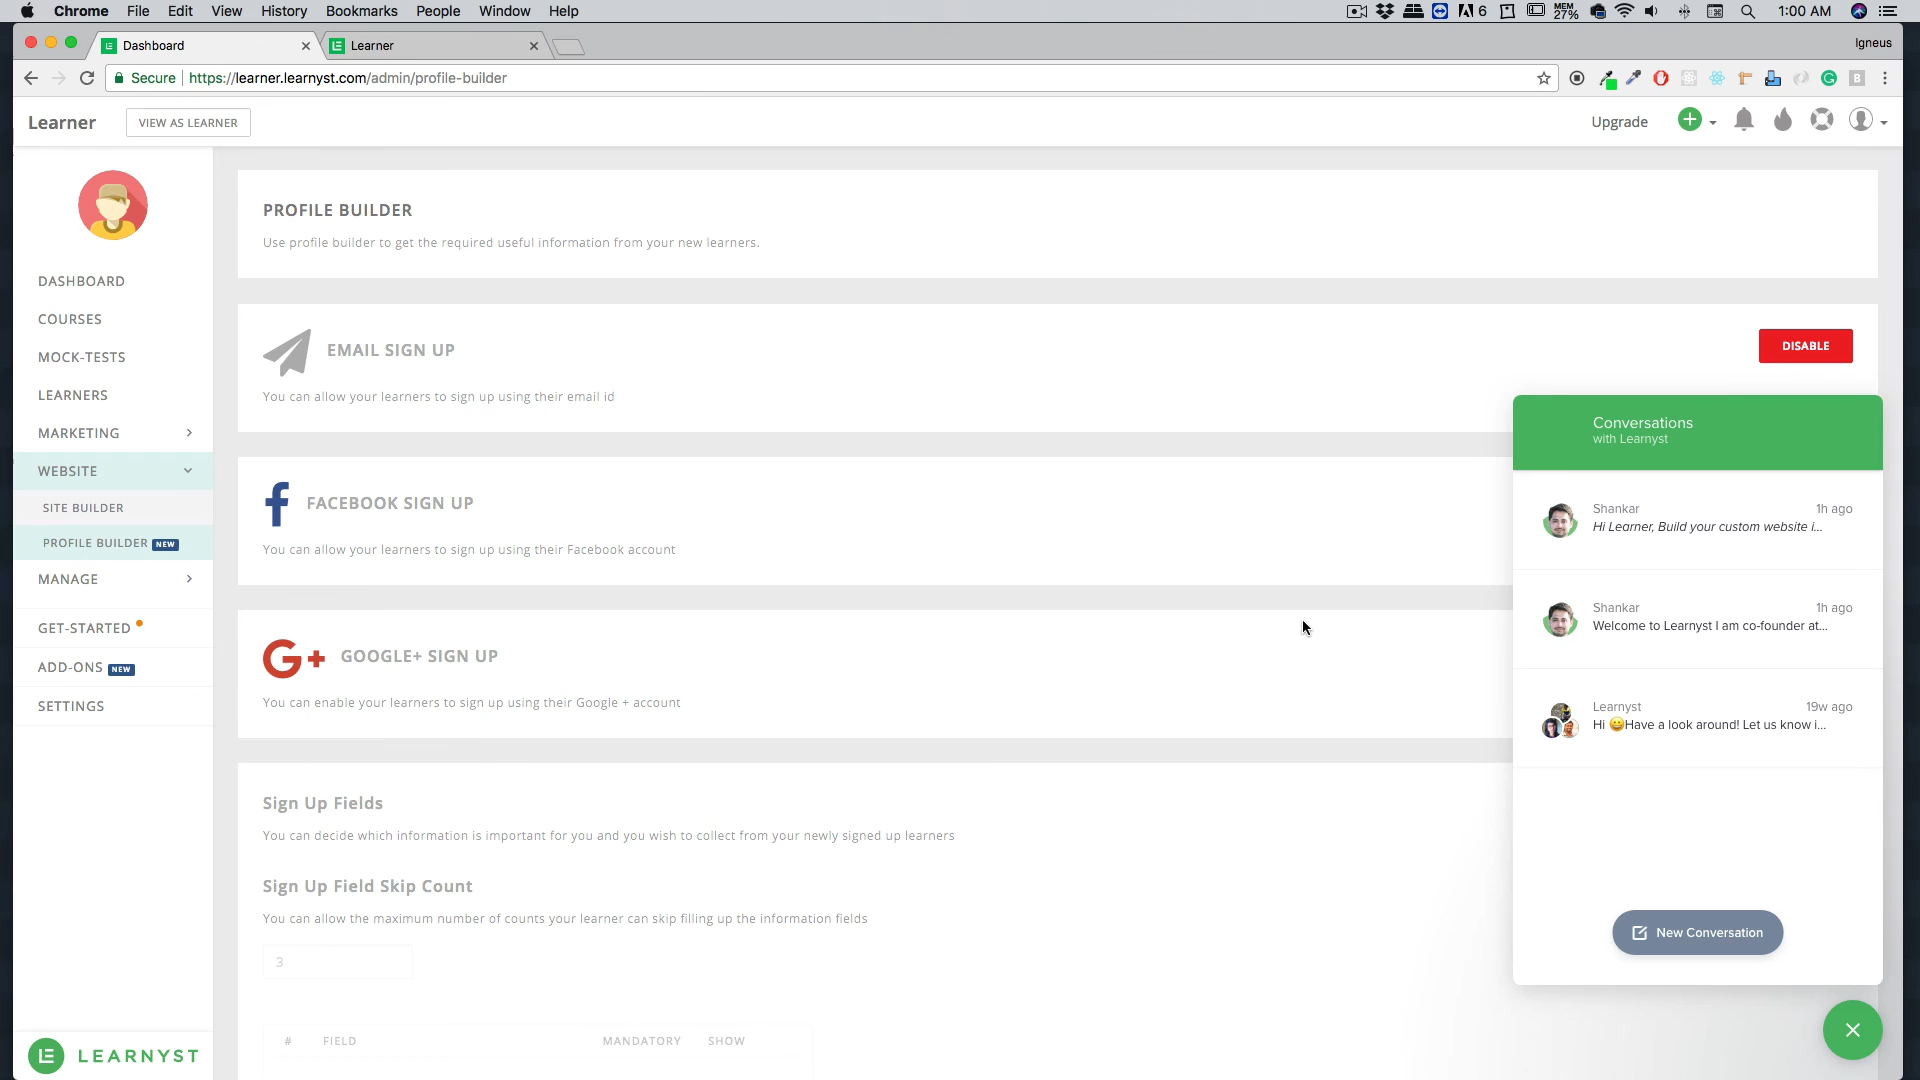 Chrome File Edit View History Bookmarks People Window Help
6 MEM 27% 1:00 AM
Dashboard Learner Igneus
Secure https://learner.learnyst.com/admin/profile-builder
Learner VIEW AS LEARNER Upgrade
DASHBOARD
COURSES
MOCK-TESTS
LEARNERS
MARKETING
WEBSITE
SITE BUILDER
PROFILE BUILDER NEW
MANAGE
GET-STARTED
ADD-ONS NEW
SETTINGS
LEARNYST
PROFILE BUILDER
Use profile builder to get the required useful information from your new learners.
EMAIL SIGN UP
DISABLE
You can allow your learners to sign up using their email id
FACEBOOK SIGN UP
You can allow your learners to sign up using their Facebook account
G+ GOOGLE+ SIGN UP
You can enable your learners to sign up using their Google + account
Sign Up Fields
You can decide which information is important for you and you wish to collect from your newly signed up learners
Sign Up Field Skip Count
You can allow the maximum number of counts your learner can skip filling up the information fields
3
# FIELD MANDATORY SHOW
Conversations
with Learnyst
Shankar 1h ago
Hi Learner, Build your custom website i...
Shankar 1h ago
Welcome to Learnyst I am co-founder at...
Learnyst 19w ago
Hi 😀Have a look around! Let us know i...
New Conversation